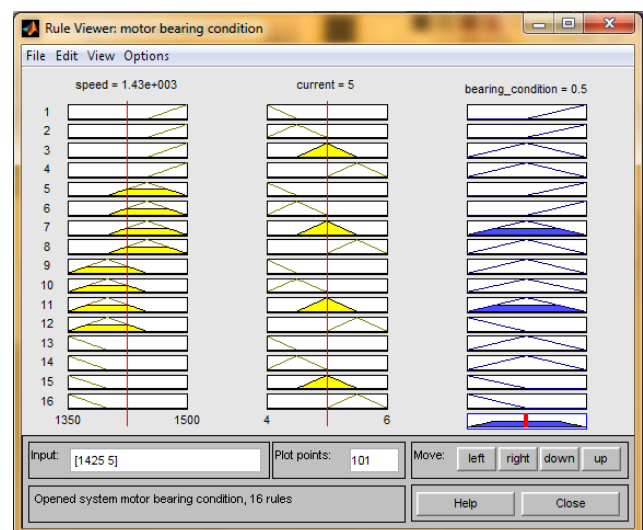 Rule Viewer: motor bearing condition
File Edit View Options
speed = 1.43e+003
current = 5
bearing_condition = 0.5
1
2
3
4
5
6
7
8
9
10
11
12
13
14
15
16
1350 1500
4 6
Input: [1425 5]
Plot points: 101
Move: left right down up
Opened system motor bearing condition, 16 rules
Help Close